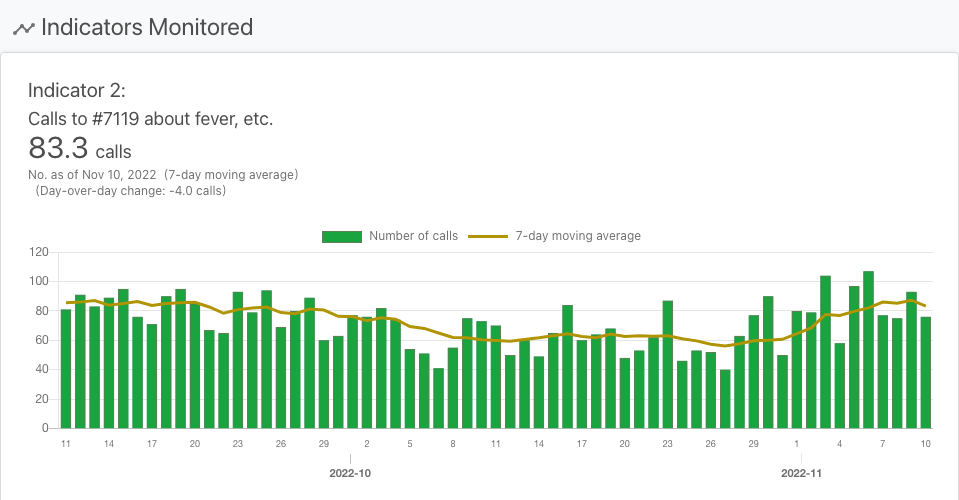 Indicators Monitored
Indicator 2:
Calls to #7119 about fever, etc.
83.3 calls
No. as of Nov 10, 2022 (7-day moving average)
(Day-over-day change: -4.0 calls)
Number of calls 7-day moving average
120
100
80
60
40
20
0
11 14 17 20 23 26 29 2 5 8 11 14 17 20 23 26 29 1 4 7 10
2022-10 2022-11